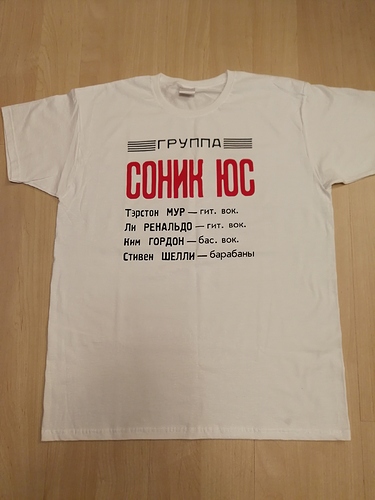 ГРУППА
СОНИК ЮС
Тэрстон МУР — гит. вок.
Ли РЕНАЛЬДО — гит. вок.
Ким ГОРДОН — бас. вок.
Стивен ШЕЛЛИ — барабаны